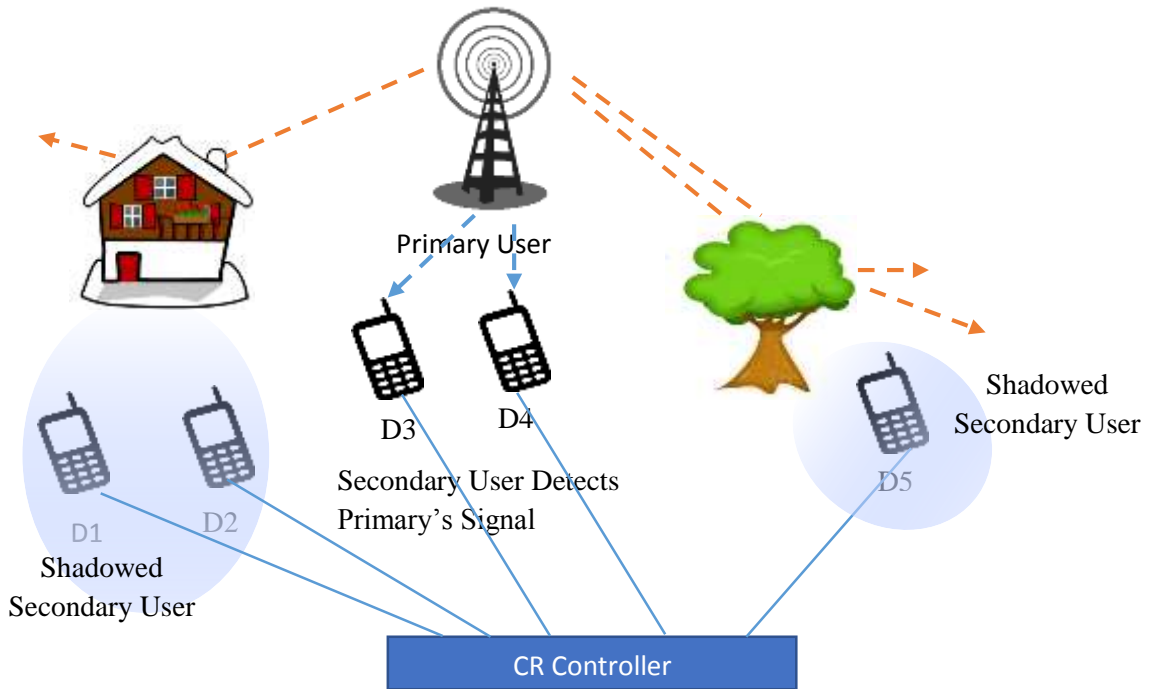 Primary User
D3
D4
Shadowed
Secondary User
D5
Secondary User Detects
Primary’s Signal
D1
D2
Shadowed
Secondary User
CR Controller